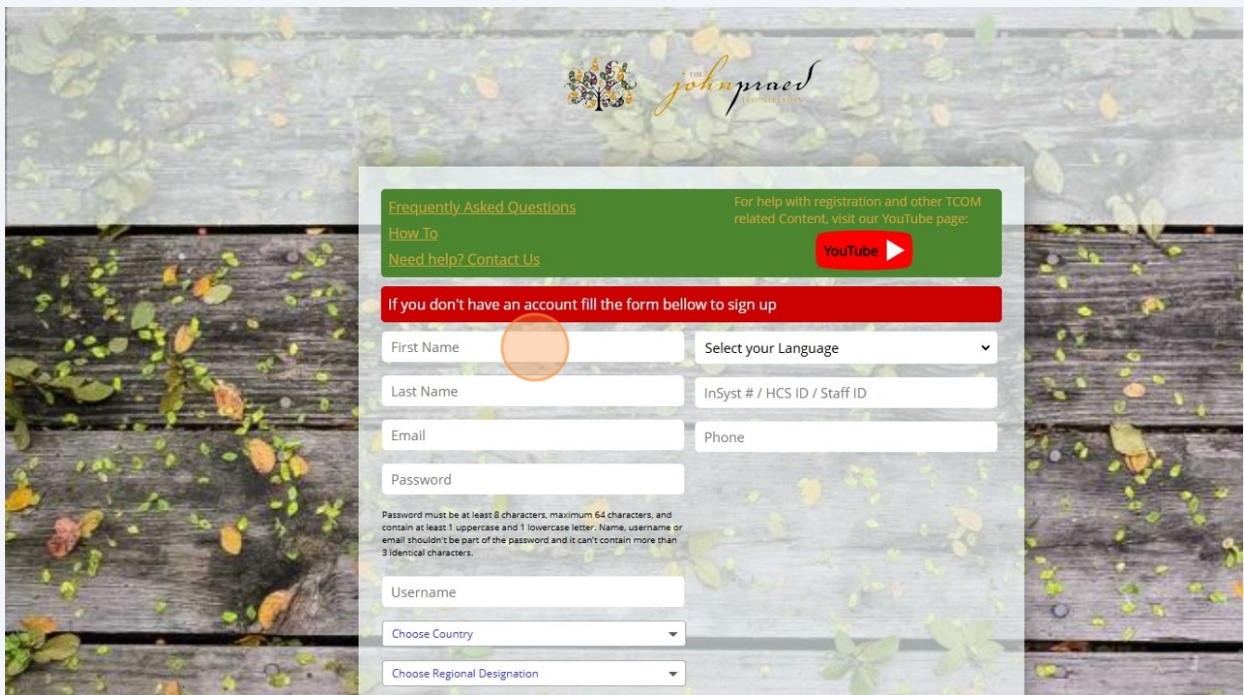 THE
johnpraed
FOUNDATION
Frequently Asked Questions
How To
Need help? Contact Us
For help with registration and other TCOM
related Content, visit our YouTube page:
YouTube
If you don't have an account fill the form bellow to sign up
First Name
Select your Language
Last Name
InSyst # / HCS ID / Staff ID
Email
Phone
Password
Password must be at least 8 characters, maximum 64 characters, and
contain at least 1 uppercase and 1 lowercase letter. Name, username or
email shouldn't be part of the password and it can't contain more than
3 identical characters.
Username
Choose Country
Choose Regional Designation